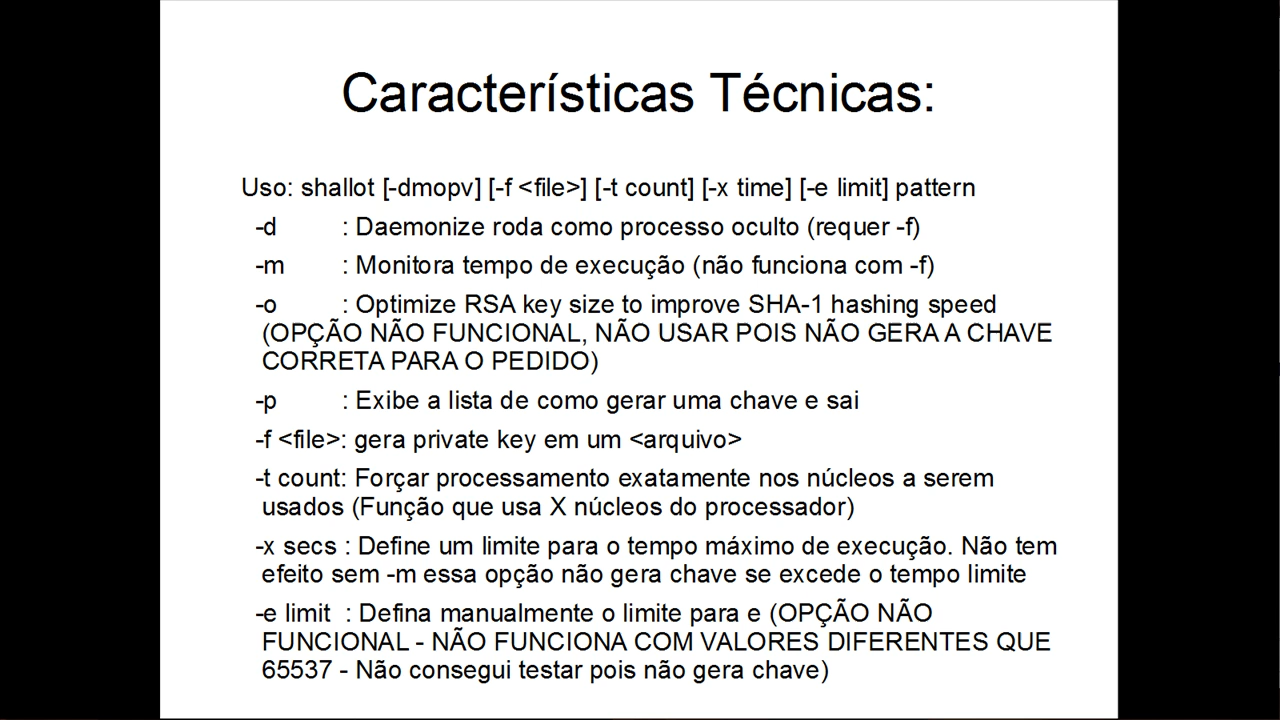 Características Técnicas:
Uso: shallot [-dmopv] [-f <file>] [-t count] [-x time] [-e limit] pattern
-d : Daemonize roda como processo oculto (requer -f)
-m : Monitora tempo de execução (não funciona com -f)
-o : Optimize RSA key size to improve SHA-1 hashing speed
(OPÇÃO NÃO FUNCIONAL, NÃO USAR POIS NÃO GERA A CHAVE
CORRETA PARA O PEDIDO)
-p : Exibe a lista de como gerar uma chave e sai
-f <file>: gera private key em um <arquivo>
-t count: Forçar processamento exatamente nos núcleos a serem
usados (Função que usa X núcleos do processador)
-x secs : Define um limite para o tempo máximo de execução. Não tem
efeito sem -m essa opção não gera chave se excede o tempo limite
-e limit : Defina manualmente o limite para e (OPÇÃO NÃO
FUNCIONAL - NÃO FUNCIONA COM VALORES DIFERENTES QUE
65537 - Não consegui testar pois não gera chave)